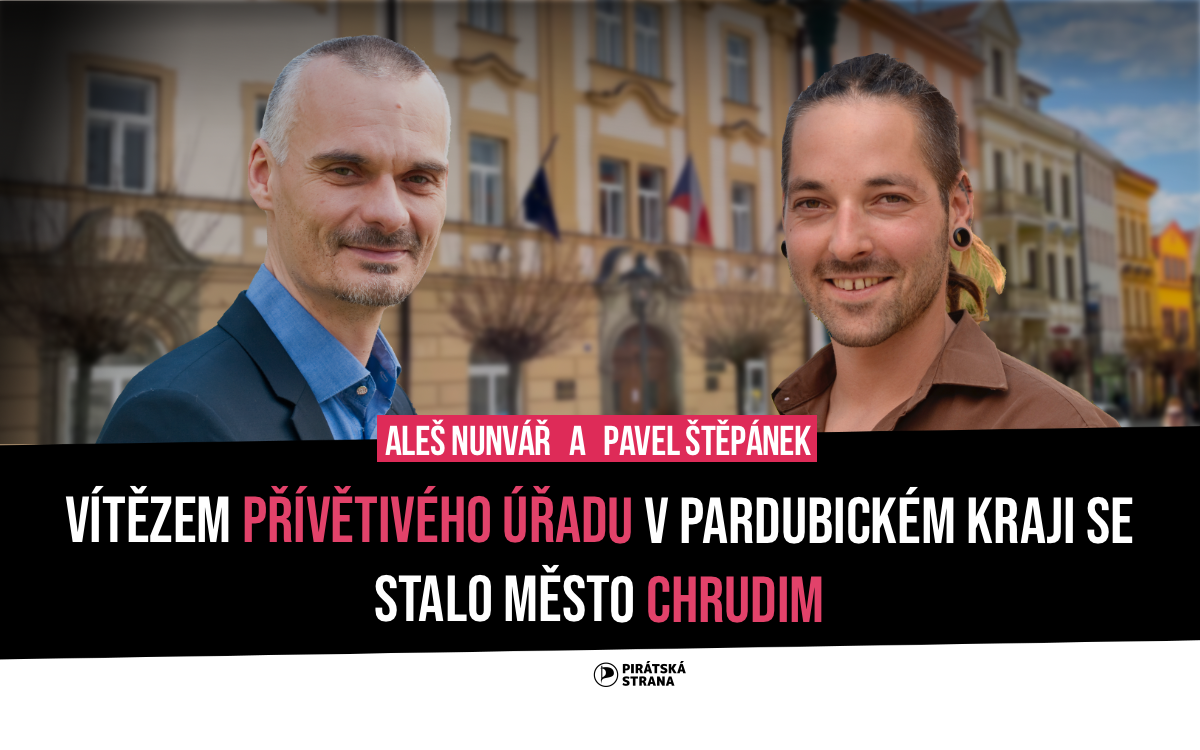 ALEŠ NUNVÁŘ A PAVEL ŠTĚPÁNEK
VÍTĚZEM PŘÍVĚTIVÉHO ÚŘADU V PARDUBICKÉM KRAJI SE
STALO MĚSTO CHRUDIM
PIRÁTSKÁ
STRANA